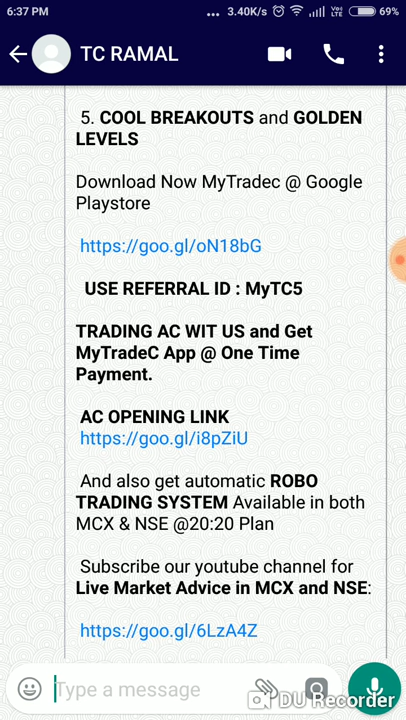 6:37 PM
... 3.40K/s VoLTE 69%
TC RAMAL
5. COOL BREAKOUTS and GOLDEN
LEVELS
Download Now MyTradec @ Google
Playstore
https://goo.gl/oN18bG
USE REFERRAL ID : MyTC5
TRADING AC WIT US and Get
MyTradeC App @ One Time
Payment.
AC OPENING LINK
https://goo.gl/i8pZiU
And also get automatic ROBO
TRADING SYSTEM Available in both
MCX & NSE @20:20 Plan
Subscribe our youtube channel for
Live Market Advice in MCX and NSE:
https://goo.gl/6LzA4Z
Type a message
DU Recorder